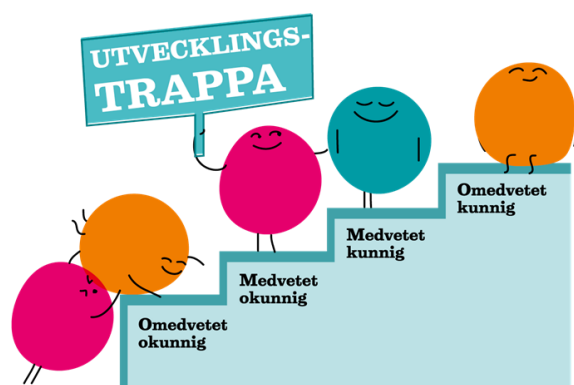 UTVECKLINGS-
TRAPPA
Omedvetet
kunnig
Medvetet
kunnig
Medvetet
okunnig
Omedvetet
okunnig